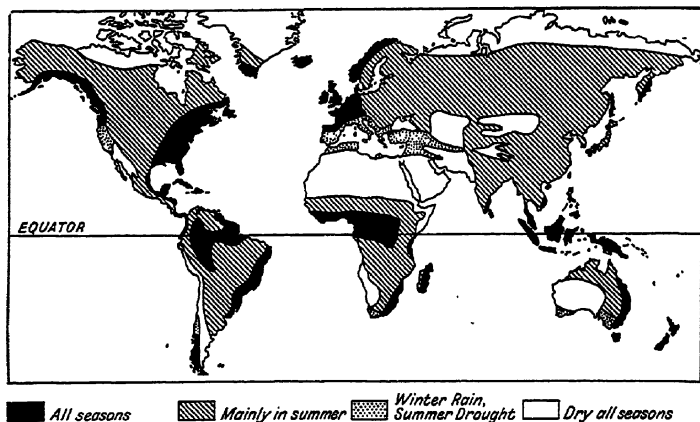 EQUATOR
All seasons
Mainly in summer
Winter Rain,
Summer Drought
Dry all seasons